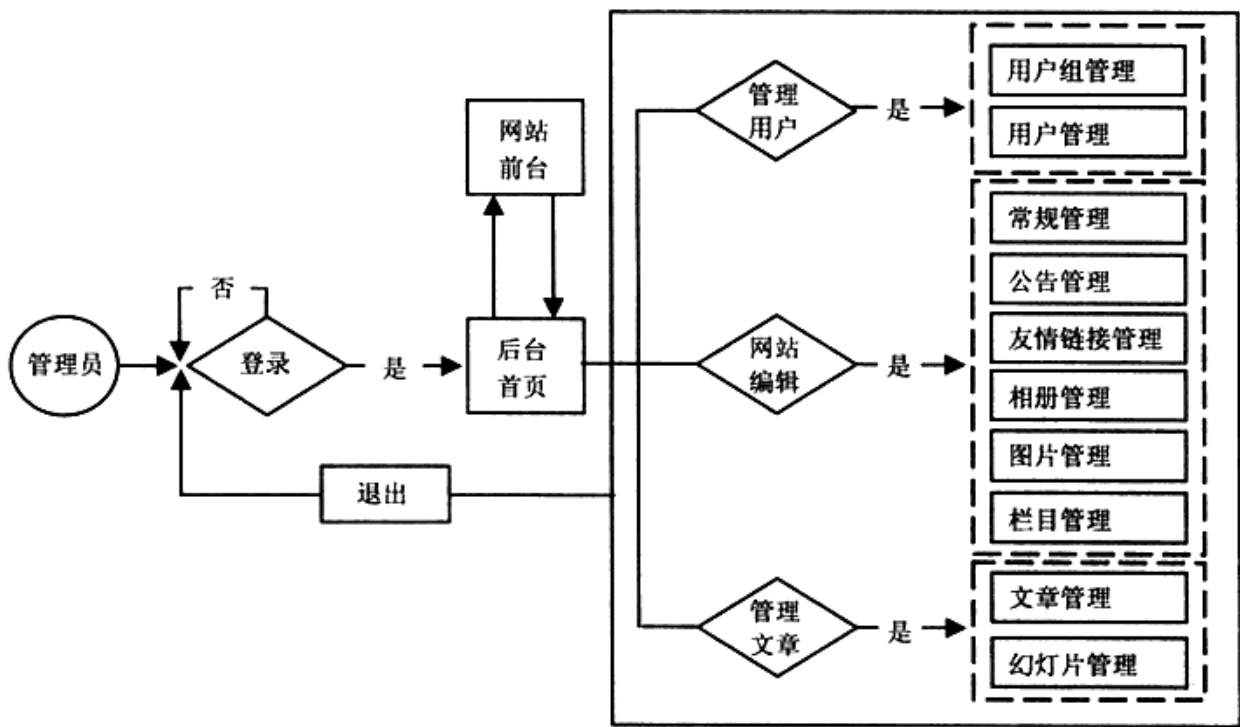 管理员
否
登录
是
网站
前台
后台
首页
退出
管理
用户
是
用户组管理
用户管理
网站
编辑
是
常规管理
公告管理
友情链接管理
相册管理
图片管理
栏目管理
管理
文章
是
文章管理
幻灯片管理